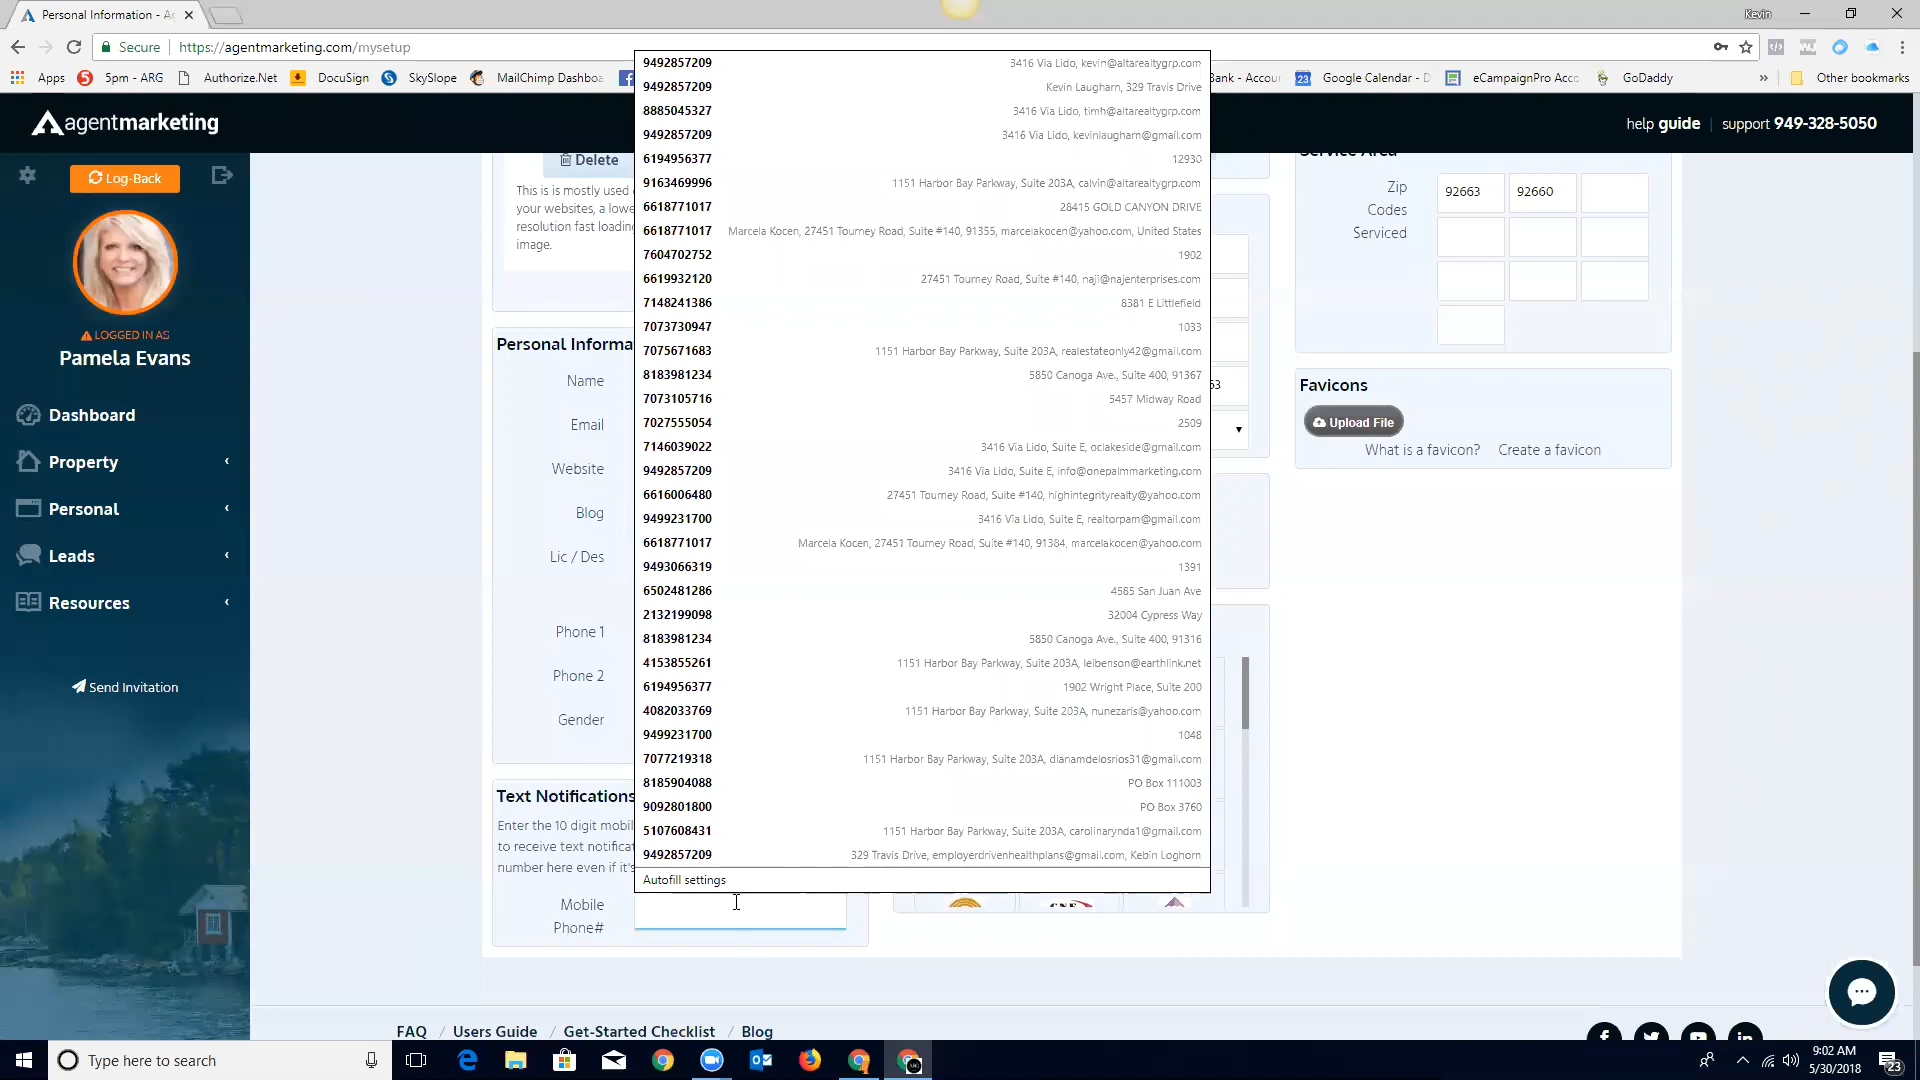 Personal Information - Ag
Kevin
Secure
https://agentmarketing.com/mysetup
Apps
5pm - ARG
Authorize.Net
DocuSign
SkySlope
MailChimp Dashboa
Bank - Accour
Google Calendar - D
eCampaignPro Acco
GoDaddy
Other bookmarks
agentmarketing
help guide | support 949-328-5050
Log-Back
LOGGED IN AS
Pamela Evans
Dashboard
Property
Personal
Leads
Resources
Send Invitation
Delete
This is is mostly used
your websites, a lowe
resolution fast loading
image.
Personal Informa
Name
Email
Website
Blog
Lic / Des
Phone 1
Phone 2
Gender
Text Notifications
Enter the 10 digit mobil
to receive text notifica
number here even if it's
Mobile
Phone#
9492857209 3416 Via Lido, kevin@altarealtygrp.com
9492857209 Kevin Laugharn, 329 Travis Drive
8885045327 3416 Via Lido, timh@altarealtygrp.com
9492857209 3416 Via Lido, kevinlaugharn@gmail.com
6194956377 12930
9163469996 1151 Harbor Bay Parkway, Suite 203A, calvin@altarealtygrp.com
6618771017 28415 GOLD CANYON DRIVE
6618771017 Marcela Kocen, 27451 Tourney Road, Suite #140, 91355, marcelakocen@yahoo.com, United States
7604702752 1902
6619932120 27451 Tourney Road, Suite #140, naji@najenterprises.com
7148241386 8381 E Littlefield
7073730947 1033
7075671683 1151 Harbor Bay Parkway, Suite 203A, realestateonly42@gmail.com
8183981234 5850 Canoga Ave., Suite 400, 91367
7073105716 5457 Midway Road
7027555054 2509
7146039022 3416 Via Lido, Suite E, oclakeside@gmail.com
9492857209 3416 Via Lido, Suite E, info@onepalmmarketing.com
6616006480 27451 Tourney Road, Suite #140, highintegrityrealty@yahoo.com
9499231700 3416 Via Lido, Suite E, realtorpam@gmail.com
6618771017 Marcela Kocen, 27451 Tourney Road, Suite #140, 91384, marcelakocen@yahoo.com
9493066319 1391
6502481286 4585 San Juan Ave
2132199098 32004 Cypress Way
8183981234 5850 Canoga Ave., Suite 400, 91316
4153855261 1151 Harbor Bay Parkway, Suite 203A, leibenson@earthlink.net
6194956377 1902 Wright Place, Suite 200
4082033769 1151 Harbor Bay Parkway, Suite 203A, nunezaris@yahoo.com
9499231700 1048
7077219318 1151 Harbor Bay Parkway, Suite 203A, dianamdelosrios31@gmail.com
8185904088 PO Box 111003
9092801800 PO Box 3760
5107608431 1151 Harbor Bay Parkway, Suite 203A, carolinarynda1@gmail.com
9492857209 329 Travis Drive, employerdrivenhealthplans@gmail.com, Kebin Loghorn
Autofill settings
53
Service Area
Zip
Codes
Serviced
92663
92660
Favicons
Upload File
What is a favicon?
Create a favicon
FAQ / Users Guide / Get-Started Checklist / Blog
Type here to search
9:02 AM
5/30/2018
23